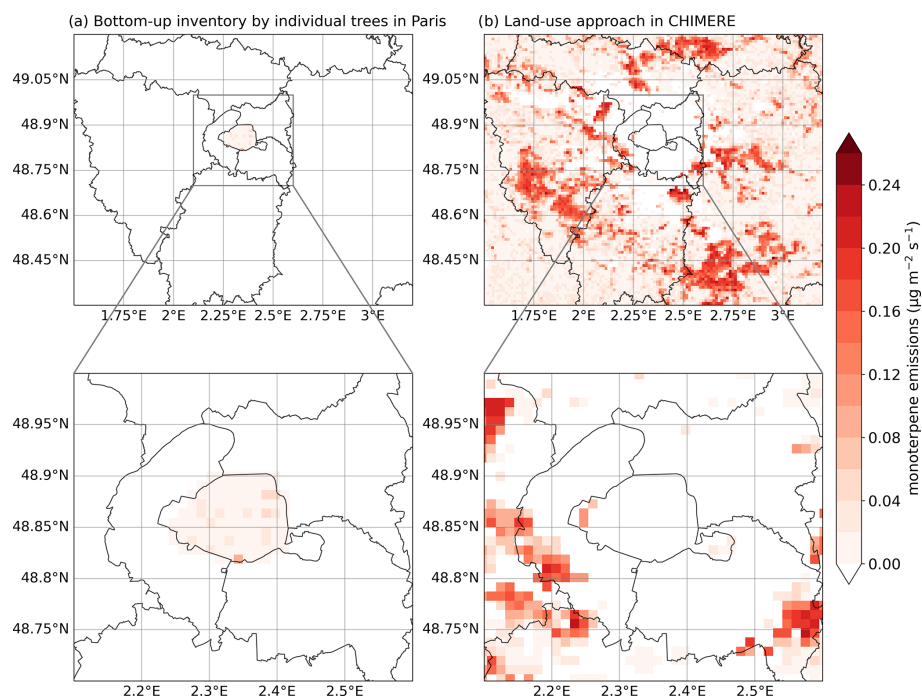 (a) Bottom-up inventory by individual trees in Paris
(b) Land-use approach in CHIMERE
49.05°N
48.9°N
48.75°N
48.6°N
48.45°N
1.75°E 2°E 2.25°E 2.5°E 2.75°E 3°E
49.05°N
48.9°N
48.75°N
48.6°N
48.45°N
1.75°E 2°E 2.25°E 2.5°E 2.75°E 3°E
48.95°N
48.9°N
48.85°N
48.8°N
48.75°N
2.2°E 2.3°E 2.4°E 2.5°E
48.95°N
48.9°N
48.85°N
48.8°N
48.75°N
2.2°E 2.3°E 2.4°E 2.5°E
0.24
0.20
0.16
0.12
0.08
0.04
0.00
monoterpene emissions (µg m⁻² s⁻¹)